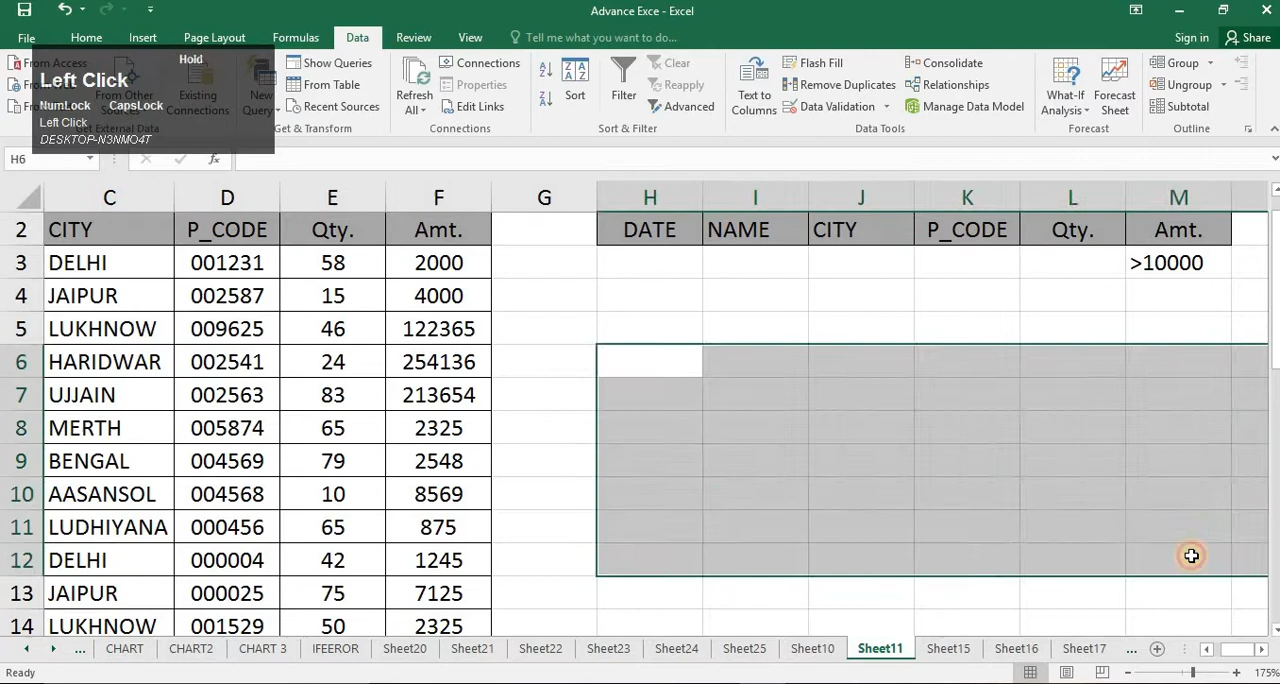 Advance Exce - Excel
File Home Insert Page Layout Formulas Data Review View Tell me what you want to do... Sign in Share
Hold
Left Click
NumLock CapsLock
Left Click
DESKTOP-N3NMO4T
From Access
Existing Connections
New Query
Get External Data
Show Queries
From Table
Recent Sources
Get & Transform
Refresh All
Connections
Properties
Edit Links
Connections
Sort
Filter
Clear
Reapply
Advanced
Sort & Filter
Text to Columns
Flash Fill
Remove Duplicates
Data Validation
Consolidate
Relationships
Manage Data Model
Data Tools
What-If Analysis
Forecast Sheet
Forecast
Group
Ungroup
Subtotal
Outline
H6 fx
C D E F G H I J K L M
2 CITY P_CODE Qty. Amt. DATE NAME CITY P_CODE Qty. Amt.
3 DELHI 001231 58 2000 >10000
4 JAIPUR 002587 15 4000
5 LUKHNOW 009625 46 122365
6 HARIDWAR 002541 24 254136
7 UJJAIN 002563 83 213654
8 MERTH 005874 65 2325
9 BENGAL 004569 79 2548
10 AASANSOL 004568 10 8569
11 LUDHIYANA 000456 65 875
12 DELHI 000004 42 1245
13 JAIPUR 000025 75 7125
14 LUKHNOW 001529 50 2325
... CHART CHART2 CHART 3 IFEEROR Sheet20 Sheet21 Sheet22 Sheet23 Sheet24 Sheet25 Sheet10 Sheet11 Sheet15 Sheet16 Sheet17 ...
Ready 175%